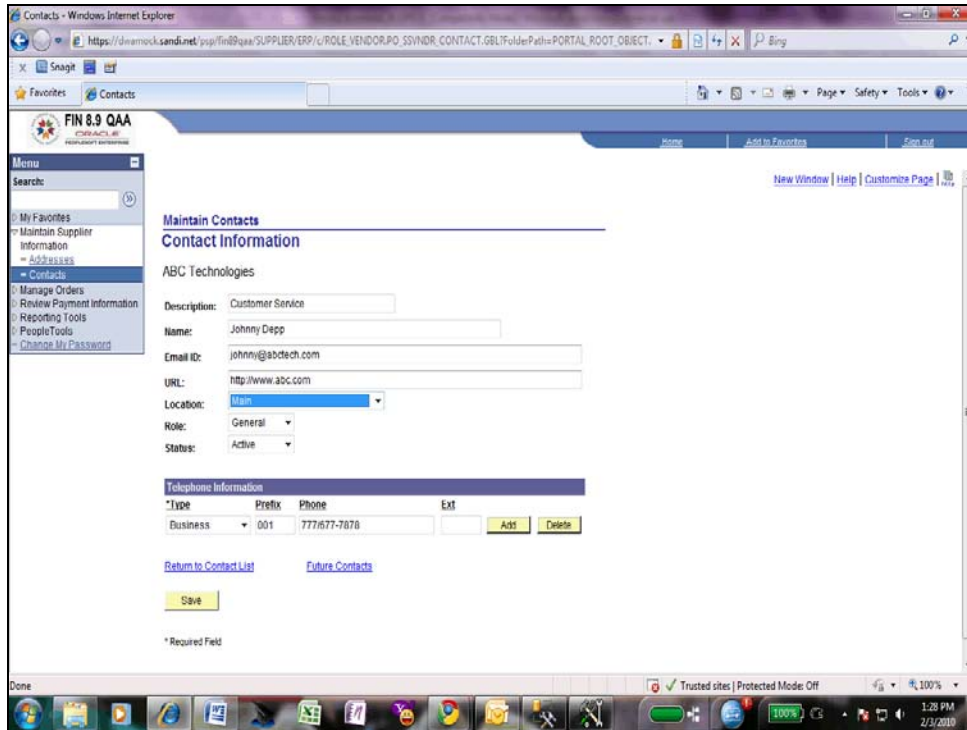 Contacts - Windows Internet Explorer
https://dwamock.sandi.net/psp/fin89qaa/SUPPLIER/ERP/c/ROLE_VENDOR.PO_SSVNDR_CONTACT.GBL?FolderPath=PORTAL_ROOT_OBJECT.
Bing
x Snagit
Favorites Contacts
Page Safety Tools
FIN 8.9 QAA
ORACLE
PEOPLESOFT ENTERPRISE
Home Add to Favorites Sign out
Menu
New Window | Help | Customize Page |
Search:
My Favorites
Maintain Supplier
Information
Addresses
Contacts
Manage Orders
Review Payment Information
Reporting Tools
PeopleTools
Change My Password
Maintain Contacts
Contact Information
ABC Technologies
Description: Customer Service
Name: Johnny Depp
Email ID: johnny@abctech.com
URL: http://www.abc.com
Location: Main
Role: General
Status: Active
Telephone Information
*Type Prefix Phone Ext
Business 001 777/677-7878 Add Delete
Return to Contact List Future Contacts
Save
* Required Field
Done Trusted sites | Protected Mode: Off 100%
100% 1:28 PM
2/3/2010